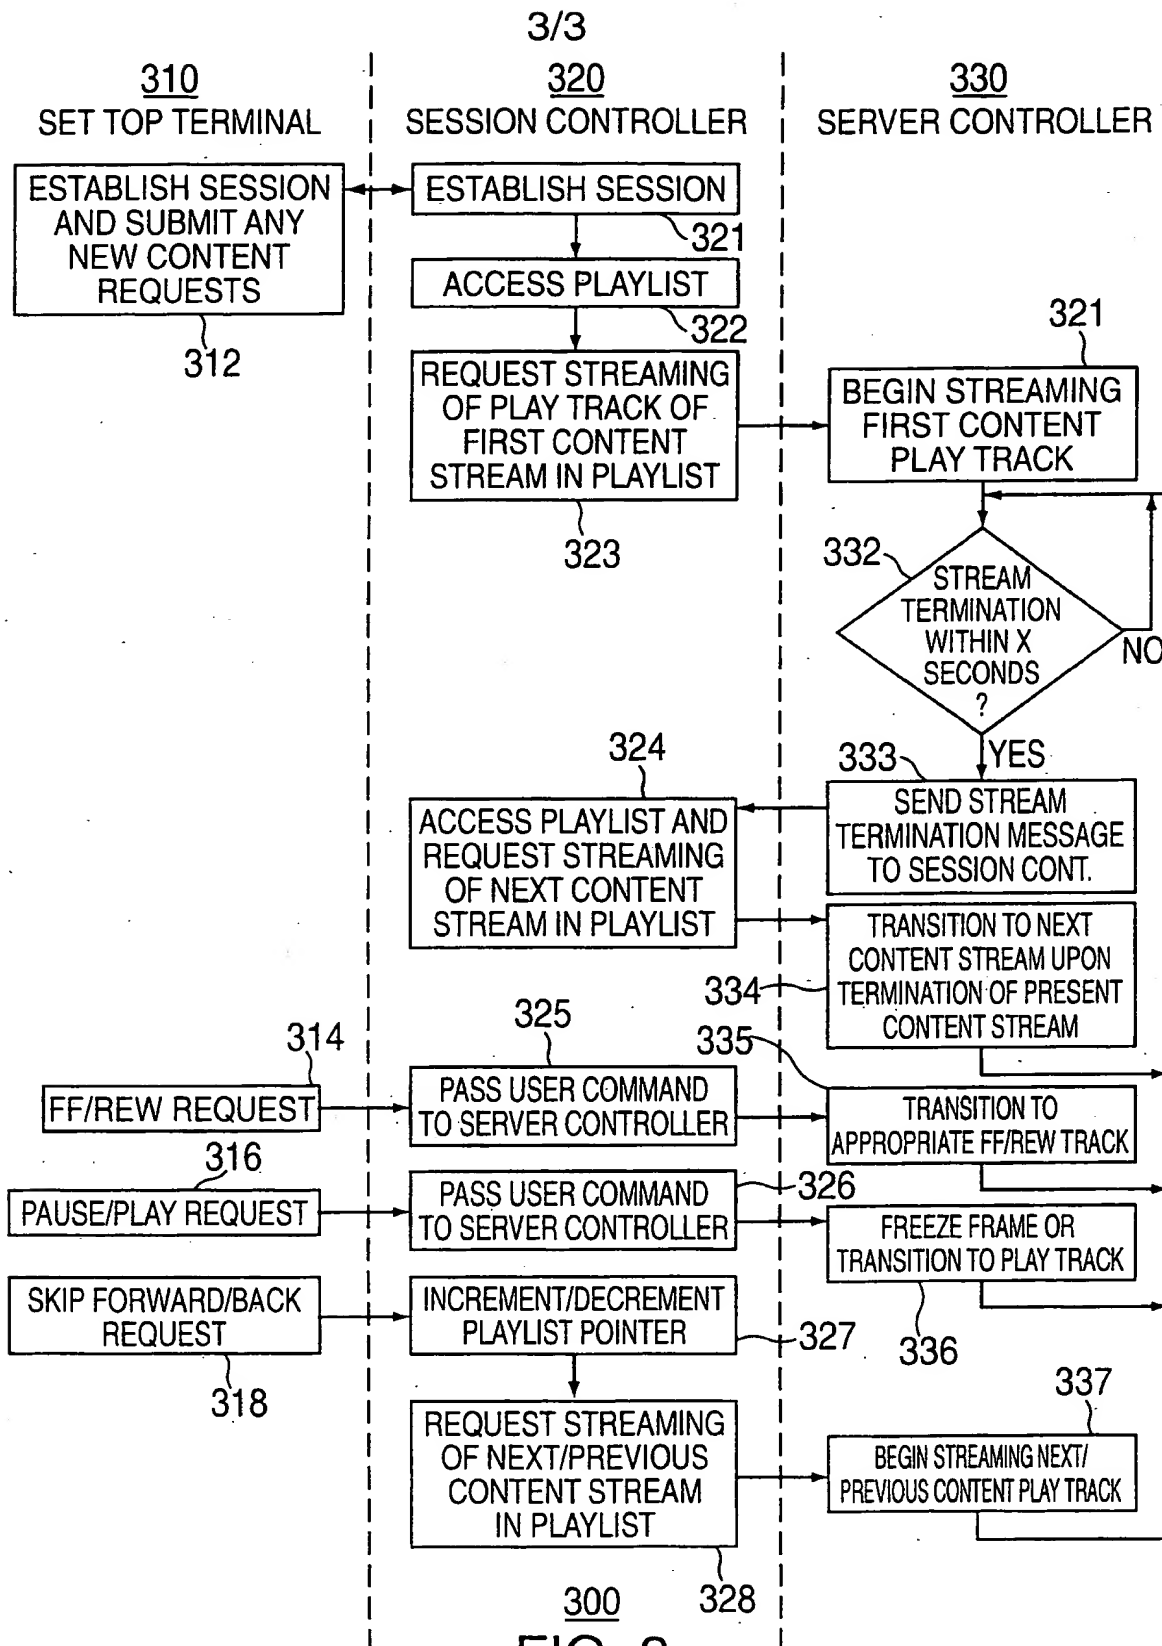 3/3
310
SET TOP TERMINAL
320
SESSION CONTROLLER
330
SERVER CONTROLLER
ESTABLISH SESSION
AND SUBMIT ANY
NEW CONTENT
REQUESTS
312
ESTABLISH SESSION
321
ACCESS PLAYLIST
322
REQUEST STREAMING
OF PLAY TRACK OF
FIRST CONTENT
STREAM IN PLAYLIST
323
321
BEGIN STREAMING
FIRST CONTENT
PLAY TRACK
332
STREAM
TERMINATION
WITHIN X
SECONDS
?
NO
YES
333
SEND STREAM
TERMINATION MESSAGE
TO SESSION CONT.
324
ACCESS PLAYLIST AND
REQUEST STREAMING
OF NEXT CONTENT
STREAM IN PLAYLIST
TRANSITION TO NEXT
CONTENT STREAM UPON
TERMINATION OF PRESENT
CONTENT STREAM
334
314
FF/REW REQUEST
325
PASS USER COMMAND
TO SERVER CONTROLLER
335
TRANSITION TO
APPROPRIATE FF/REW TRACK
316
PAUSE/PLAY REQUEST
PASS USER COMMAND
TO SERVER CONTROLLER
326
FREEZE FRAME OR
TRANSITION TO PLAY TRACK
336
SKIP FORWARD/BACK
REQUEST
318
INCREMENT/DECREMENT
PLAYLIST POINTER
327
REQUEST STREAMING
OF NEXT/PREVIOUS
CONTENT STREAM
IN PLAYLIST
328
337
BEGIN STREAMING NEXT/
PREVIOUS CONTENT PLAY TRACK
300
FIG.